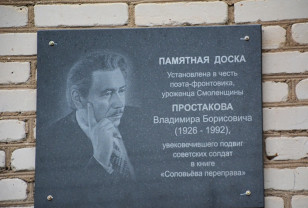 ПАМЯТНАЯ ДОСКА
Установлена в честь
поэта-фронтовика,
уроженца Смоленщины
ПРОСТАКОВА
Владимира Борисовича
(1926 - 1992),
увековечившего подвиг
советских солдат
в книге
«Соловьёва переправа»